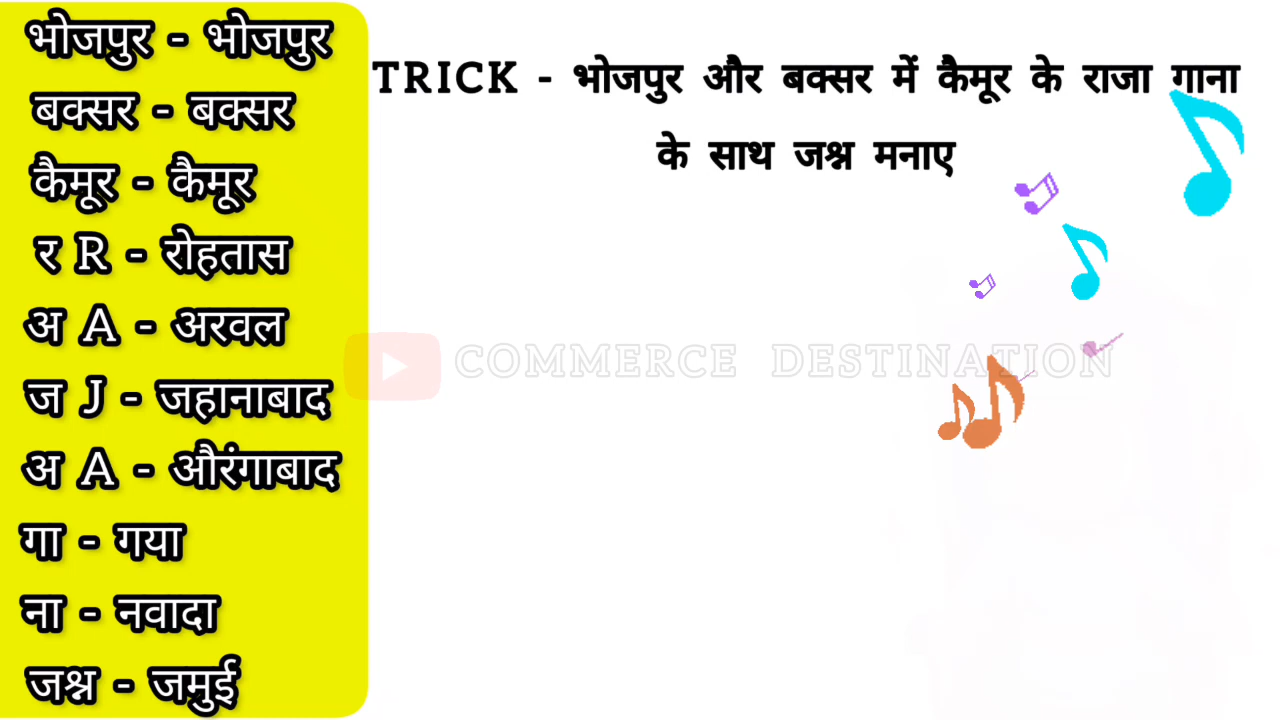 भोजपुर - भोजपुर
बक्सर - बक्सर
कैमूर - कैमूर
र R - रोहतास
अ A - अरवल
ज J - जहानाबाद
अ A - औरंगाबाद
गा - गया
ना - नवादा
जश्न - जमुई
TRICK - भोजपुर और बक्सर में कैमूर के राजा गाना
के साथ जश्न मनाए
COMMERCE DESTINATION